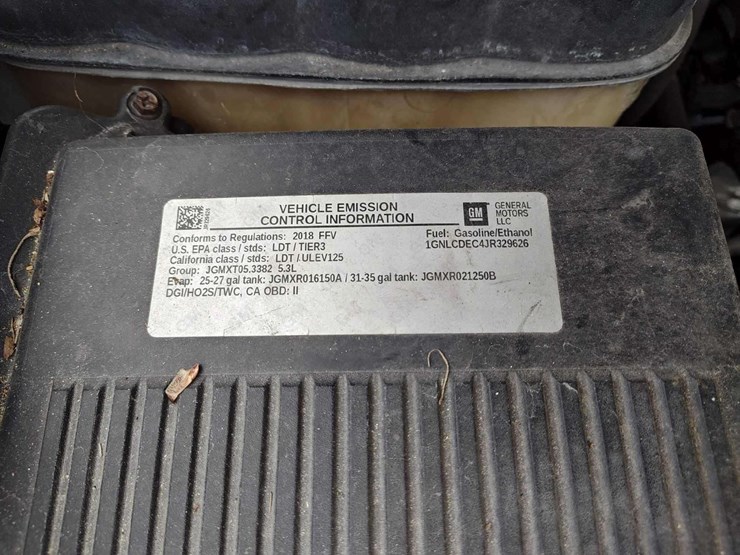 VEHICLE EMISSION
CONTROL INFORMATION
GM
GENERAL
MOTORS
LLC
Conforms to Regulations: 2018 FFV
Fuel: Gasoline/Ethanol
U.S. EPA class / stds: LDT / TIER3
1GNLCDEC4JR329626
California class / stds: LDT / ULEV125
Group: JGMXT05.3382 5.3L
Evap: 25-27 gal tank: JGMXR016150A / 31-35 gal tank: JGMXR021250B
DGI/HO2S/TWC, CA OBD: II